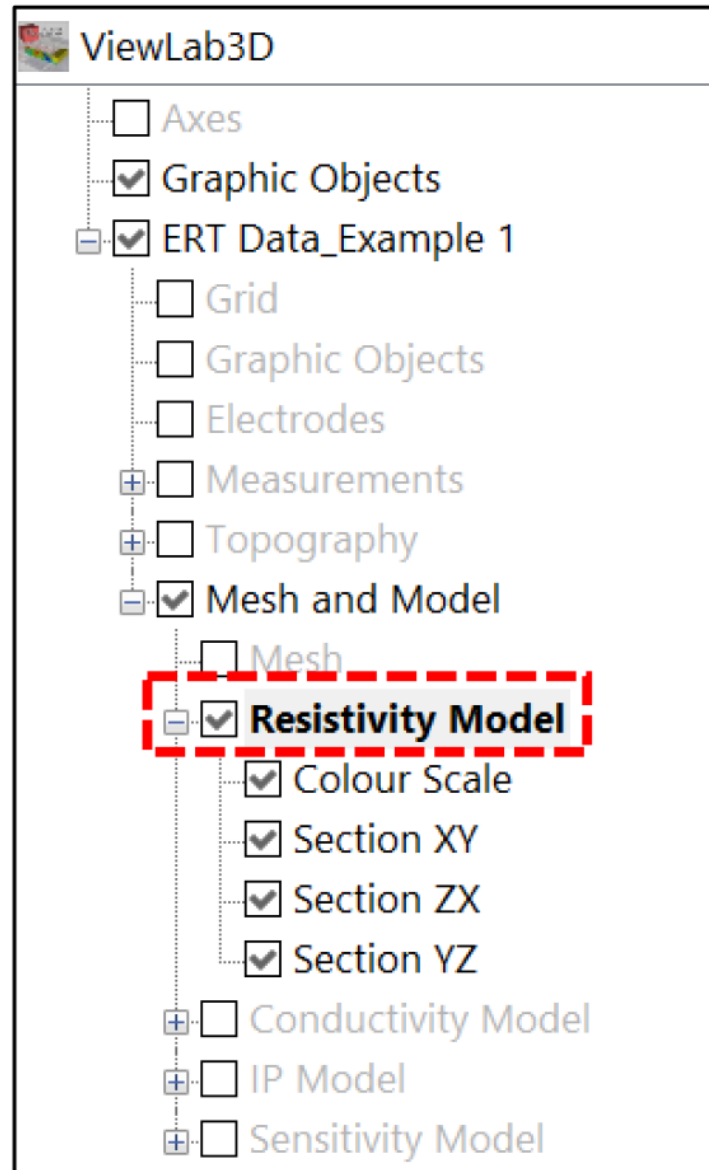 ViewLab3D
Axes
Graphic Objects
ERT Data_Example 1
Grid
Graphic Objects
Electrodes
Measurements
Topography
Mesh and Model
Mesh
Resistivity Model
Colour Scale
Section XY
Section ZX
Section YZ
Conductivity Model
IP Model
Sensitivity Model